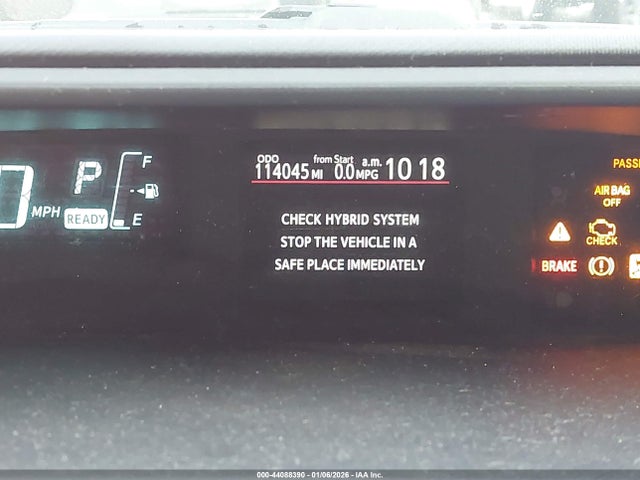 ODO from Start a.m.
114045 MI 0.0 MPG 10 18
CHECK HYBRID SYSTEM
STOP THE VEHICLE IN A
SAFE PLACE IMMEDIATELY
0 MPH
P
READY
F
E
AIR BAG
OFF
CHECK
BRAKE
000-44088390 - 01/06/2026 - IAA Inc.